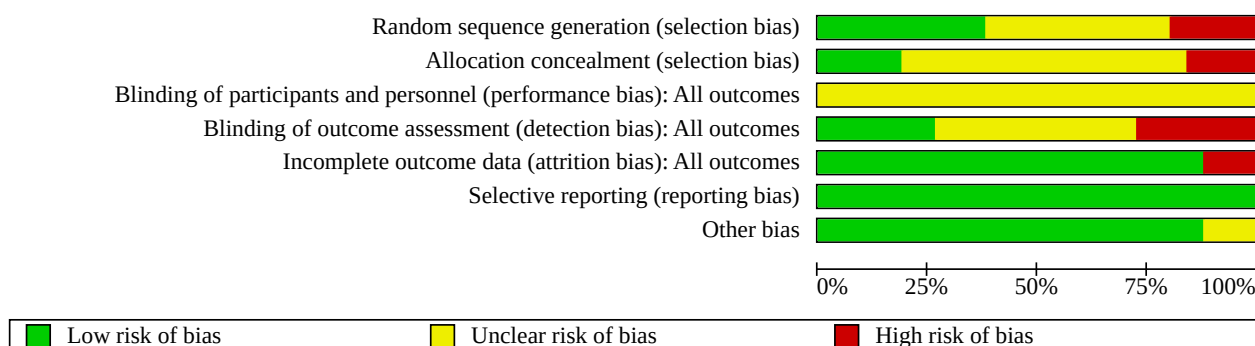 Random sequence generation (selection bias)
Allocation concealment (selection bias)
Blinding of participants and personnel (performance bias): All outcomes
Blinding of outcome assessment (detection bias): All outcomes
Incomplete outcome data (attrition bias): All outcomes
Selective reporting (reporting bias)
Other bias
0% 25% 50% 75% 100%
Low risk of bias Unclear risk of bias High risk of bias